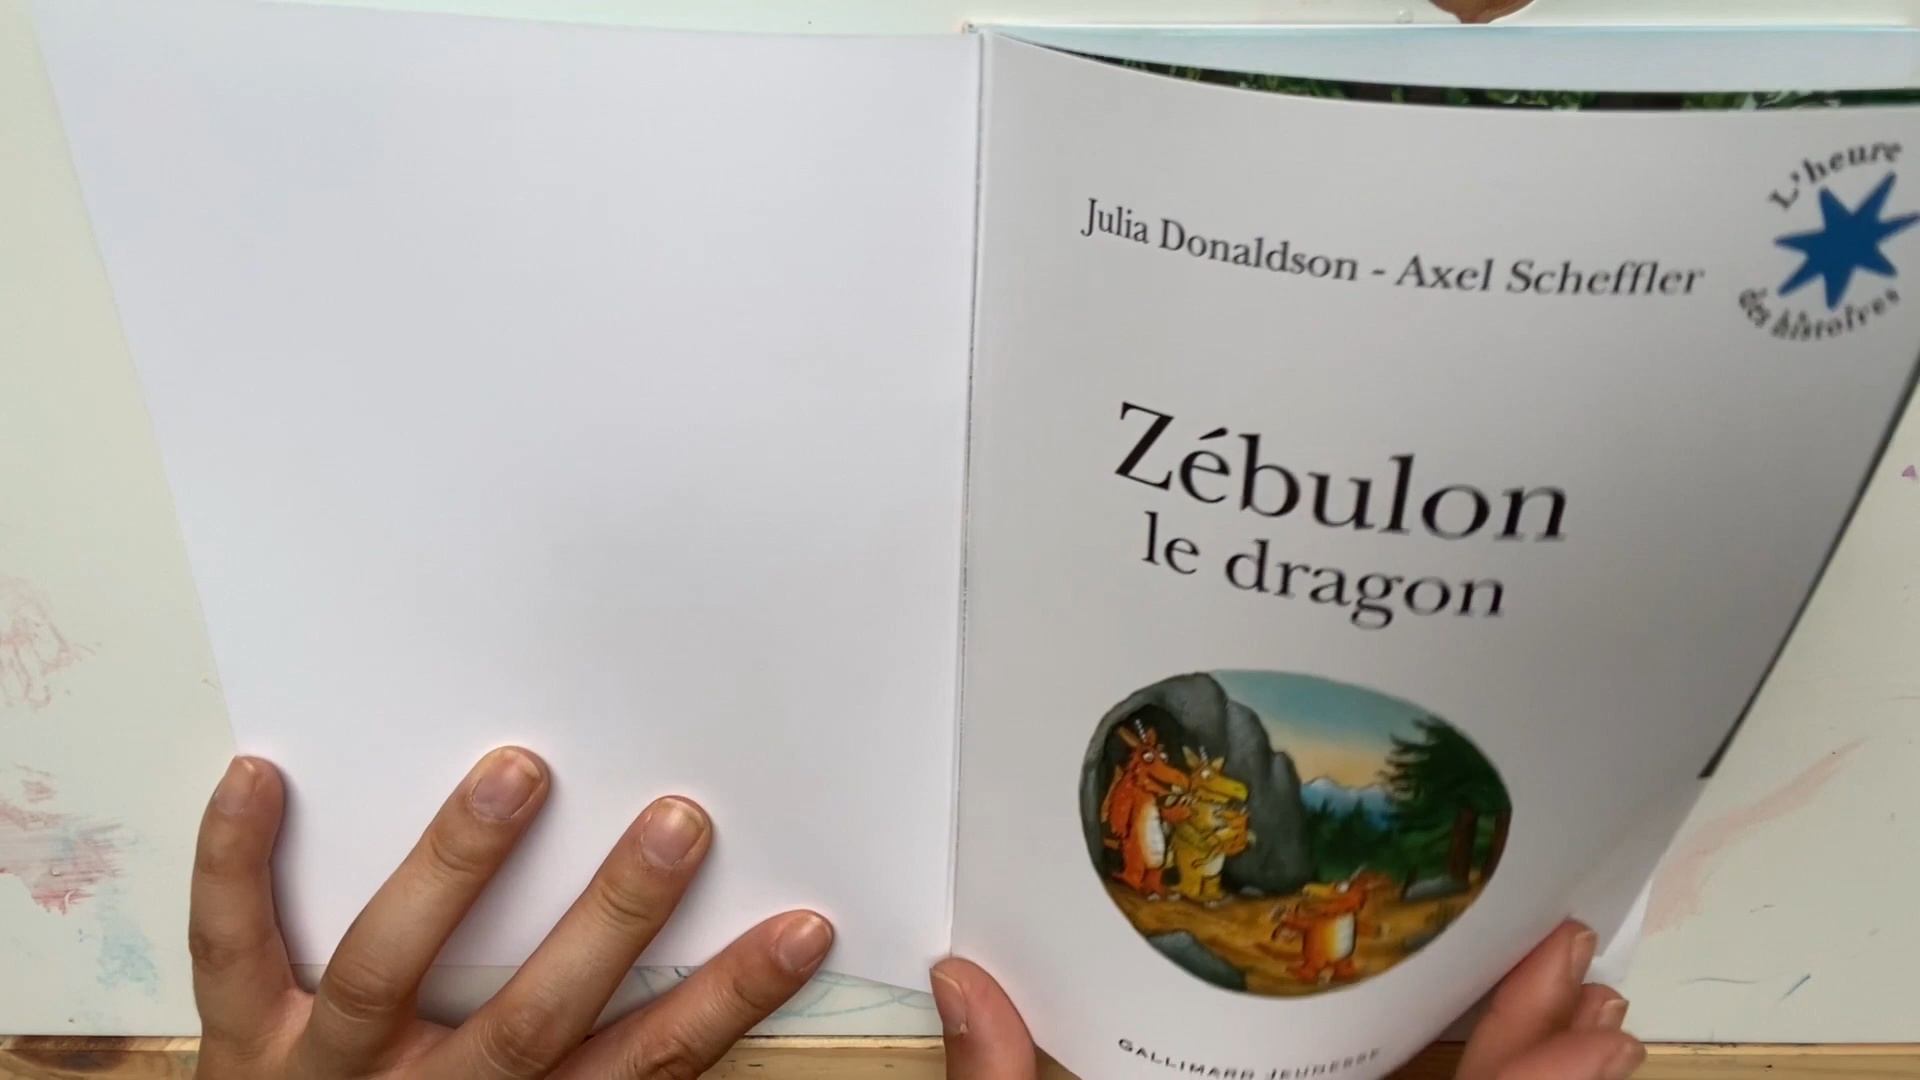 L'heure
des histoires
Julia Donaldson - Axel Scheffler
Zébulon
le dragon
GALLIMARD JEUNESSE